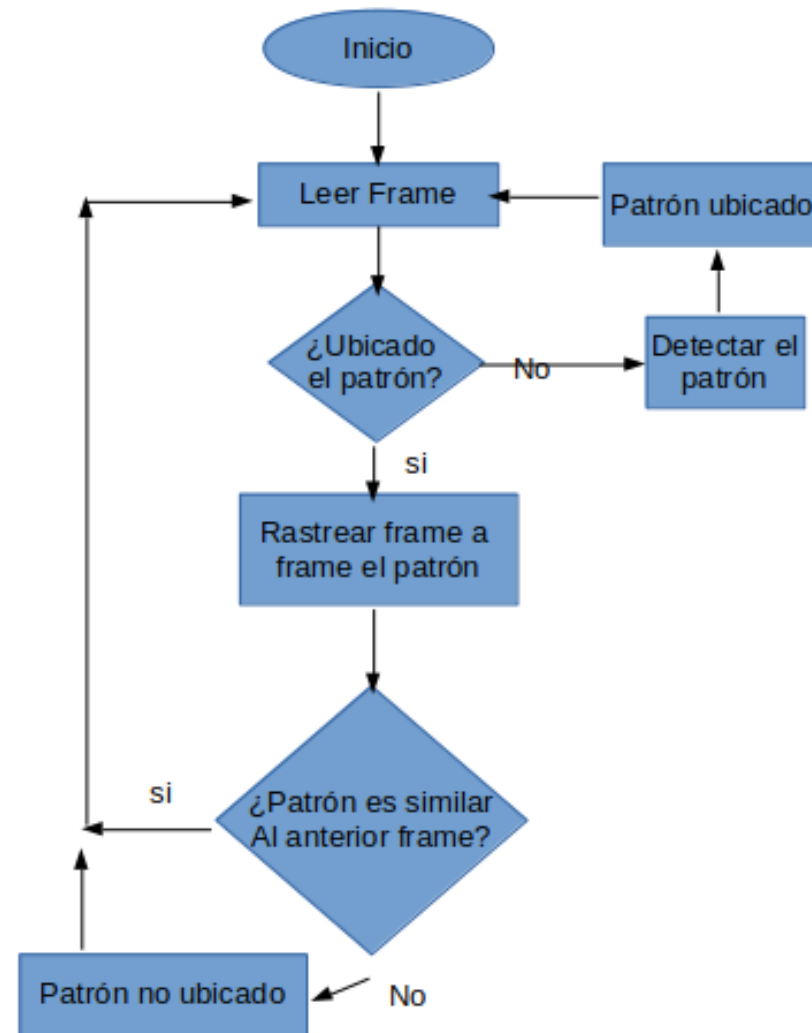 Inicio
Leer Frame
Patrón ubicado
¿Ubicado
el patrón?
No
Detectar el
patrón
si
Rastrear frame a
frame el patrón
si
¿Patrón es similar
Al anterior frame?
Patrón no ubicado
No